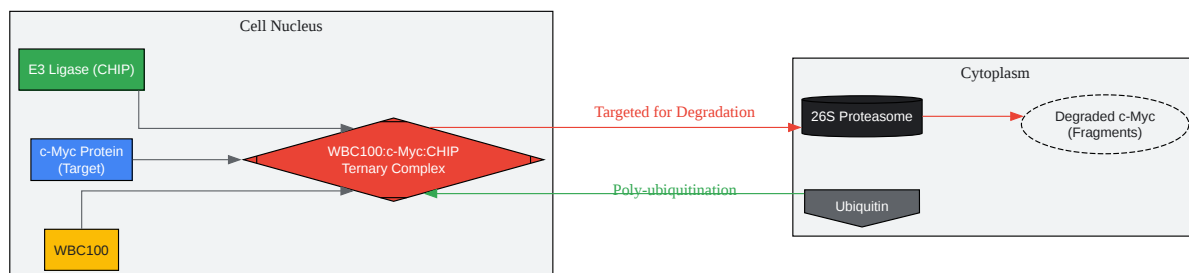 Cell Nucleus
E3 Ligase (CHIP)
c-Myc Protein
(Target)
WBC100
WBC100:c-Myc:CHIP
Ternary Complex
Targeted for Degradation
Poly-ubiquitination
Cytoplasm
26S Proteasome
Degraded c-Myc
(Fragments)
Ubiquitin